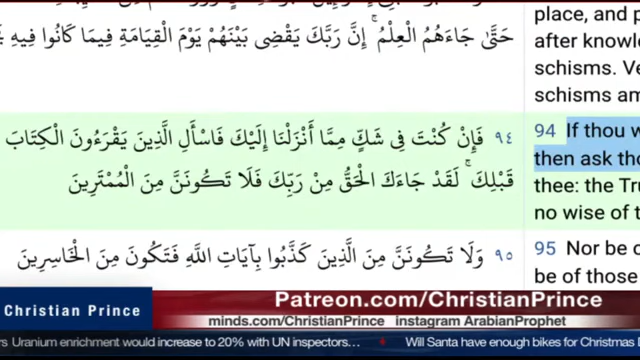 حَتَّىٰ جَاءَهُمُ الْعِلْمُ ۚ إِنَّ رَبَّكَ يَقْضِي بَيْنَهُمْ يَوْمَ الْقِيَامَةِ فِيمَا كَانُوا فِيهِ
place, and p
after knowle
schisms. Ve
schisms am
٩٤ فَإِنْ كُنْتَ فِي شَكٍّ مِمَّا أَنْزَلْنَا إِلَيْكَ فَاسْأَلِ الَّذِينَ يَقْرَءُونَ الْكِتَابَ
قَبْلِكَ ۚ لَقَدْ جَاءَكَ الْحَقُّ مِنْ رَبِّكَ فَلَا تَكُونَنَّ مِنَ الْمُمْتَرِينَ
94 If thou w
then ask tho
thee: the Tru
no wise of t
٩٥ وَلَا تَكُونَنَّ مِنَ الَّذِينَ كَذَّبُوا بِآيَاتِ اللَّهِ فَتَكُونَ مِنَ الْخَاسِرِينَ
95 Nor be o
be of those
Christian Prince
Patreon.com/ChristianPrince
minds.com/ChristianPrince instagram ArabianProphet
rs Uranium enrichment would increase to 20% with UN inspectors... Will Santa have enough bikes for Christmas